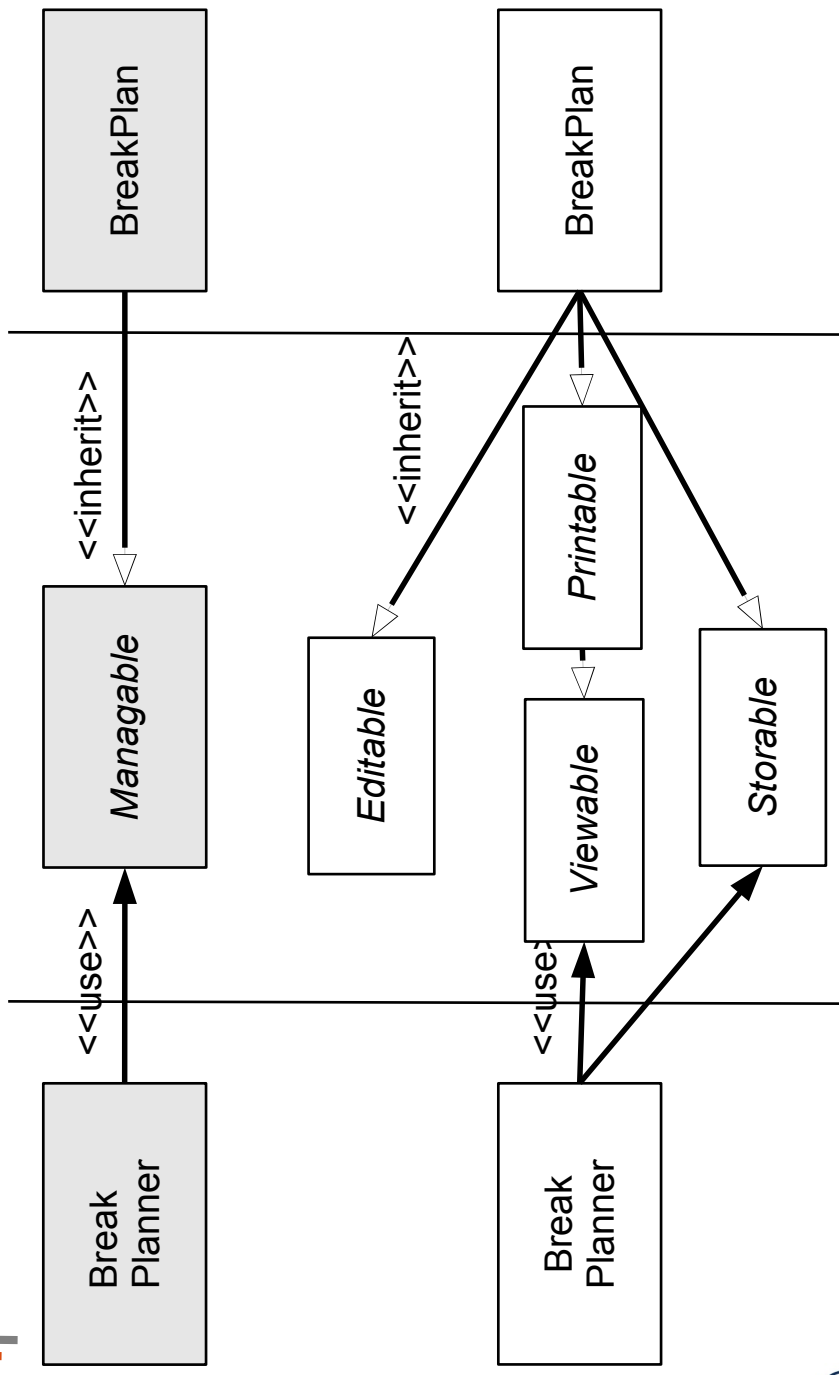 Break
Planner
<<use>>
Managable
<<inherit>>
BreakPlan
Editable
<<inherit>>
Break
Planner
<<use>
Viewable
Printable
BreakPlan
Storable